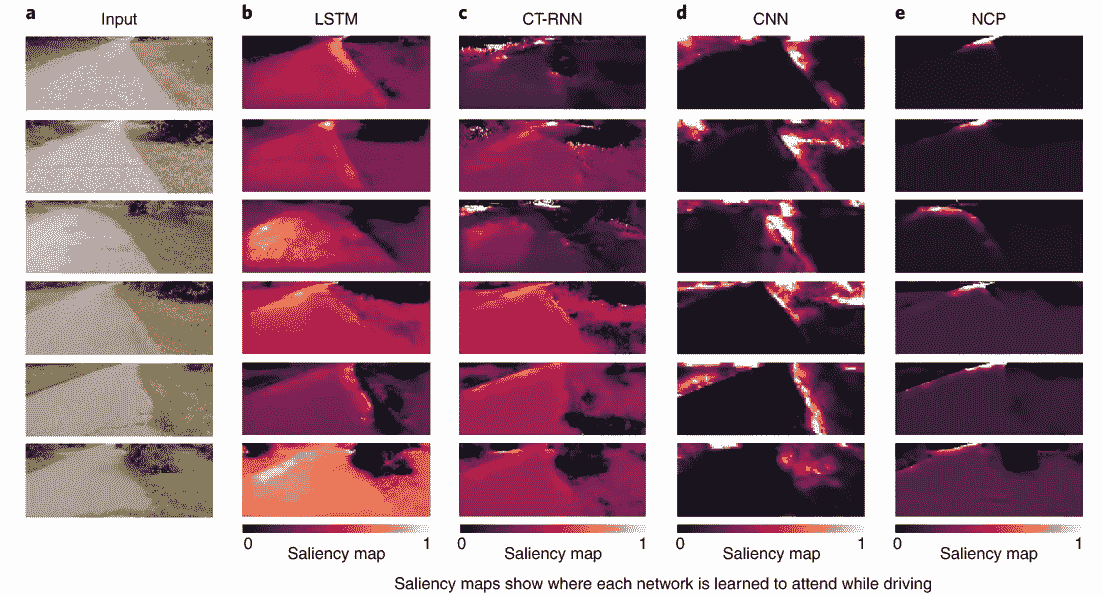 a Input
b LSTM
c CT-RNN
d CNN
e NCP
0 1
Saliency map
0 1
Saliency map
0 1
Saliency map
0 1
Saliency map
Saliency maps show where each network is learned to attend while driving